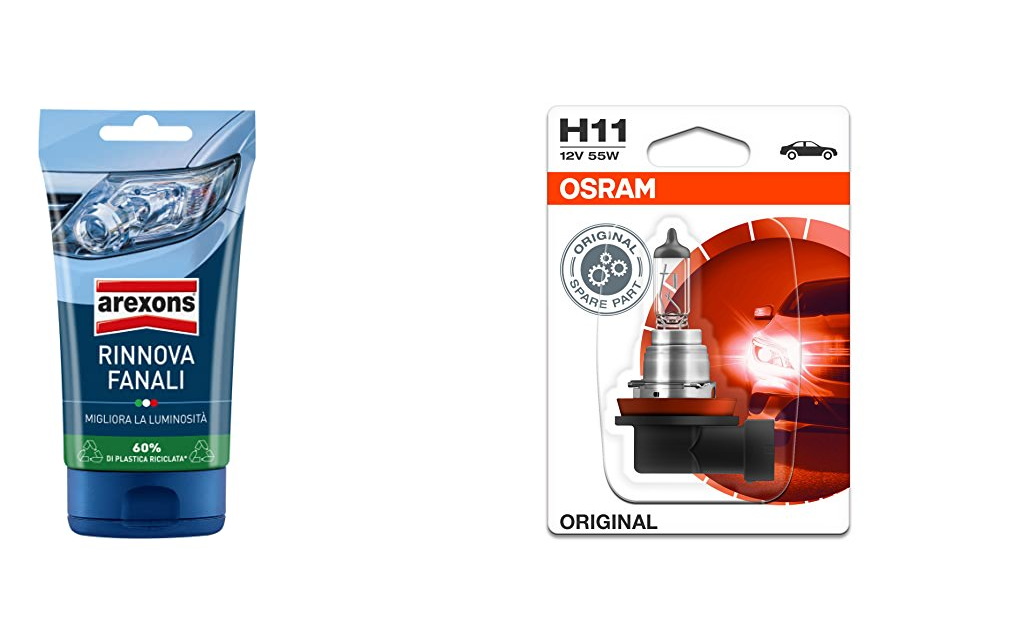 arexons
RINNOVA
FANALI
MIGLIORA LA LUMINOSITÀ
60%
DI PLASTICA RICICLATA*
H11
12V 55W
OSRAM
ORIGINAL
SPARE PART
ORIGINAL